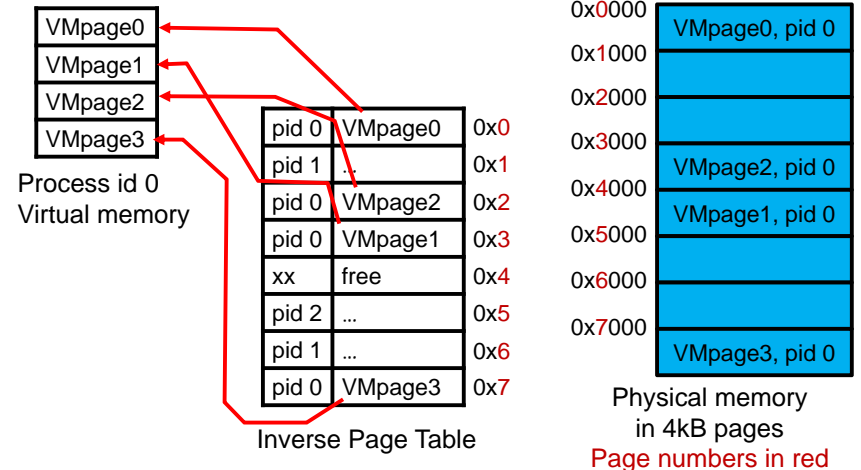 VMpage0
VMpage1
VMpage2
VMpage3
Process id 0
Virtual memory
pid 0 VMpage0 0x0
pid 1 ... 0x1
pid 0 VMpage2 0x2
pid 0 VMpage1 0x3
xx free 0x4
pid 2 ... 0x5
pid 1 ... 0x6
pid 0 VMpage3 0x7
Inverse Page Table
0x0000
VMpage0, pid 0
0x1000
0x2000
0x3000
VMpage2, pid 0
0x4000
VMpage1, pid 0
0x5000
0x6000
0x7000
VMpage3, pid 0
Physical memory
in 4kB pages
Page numbers in red